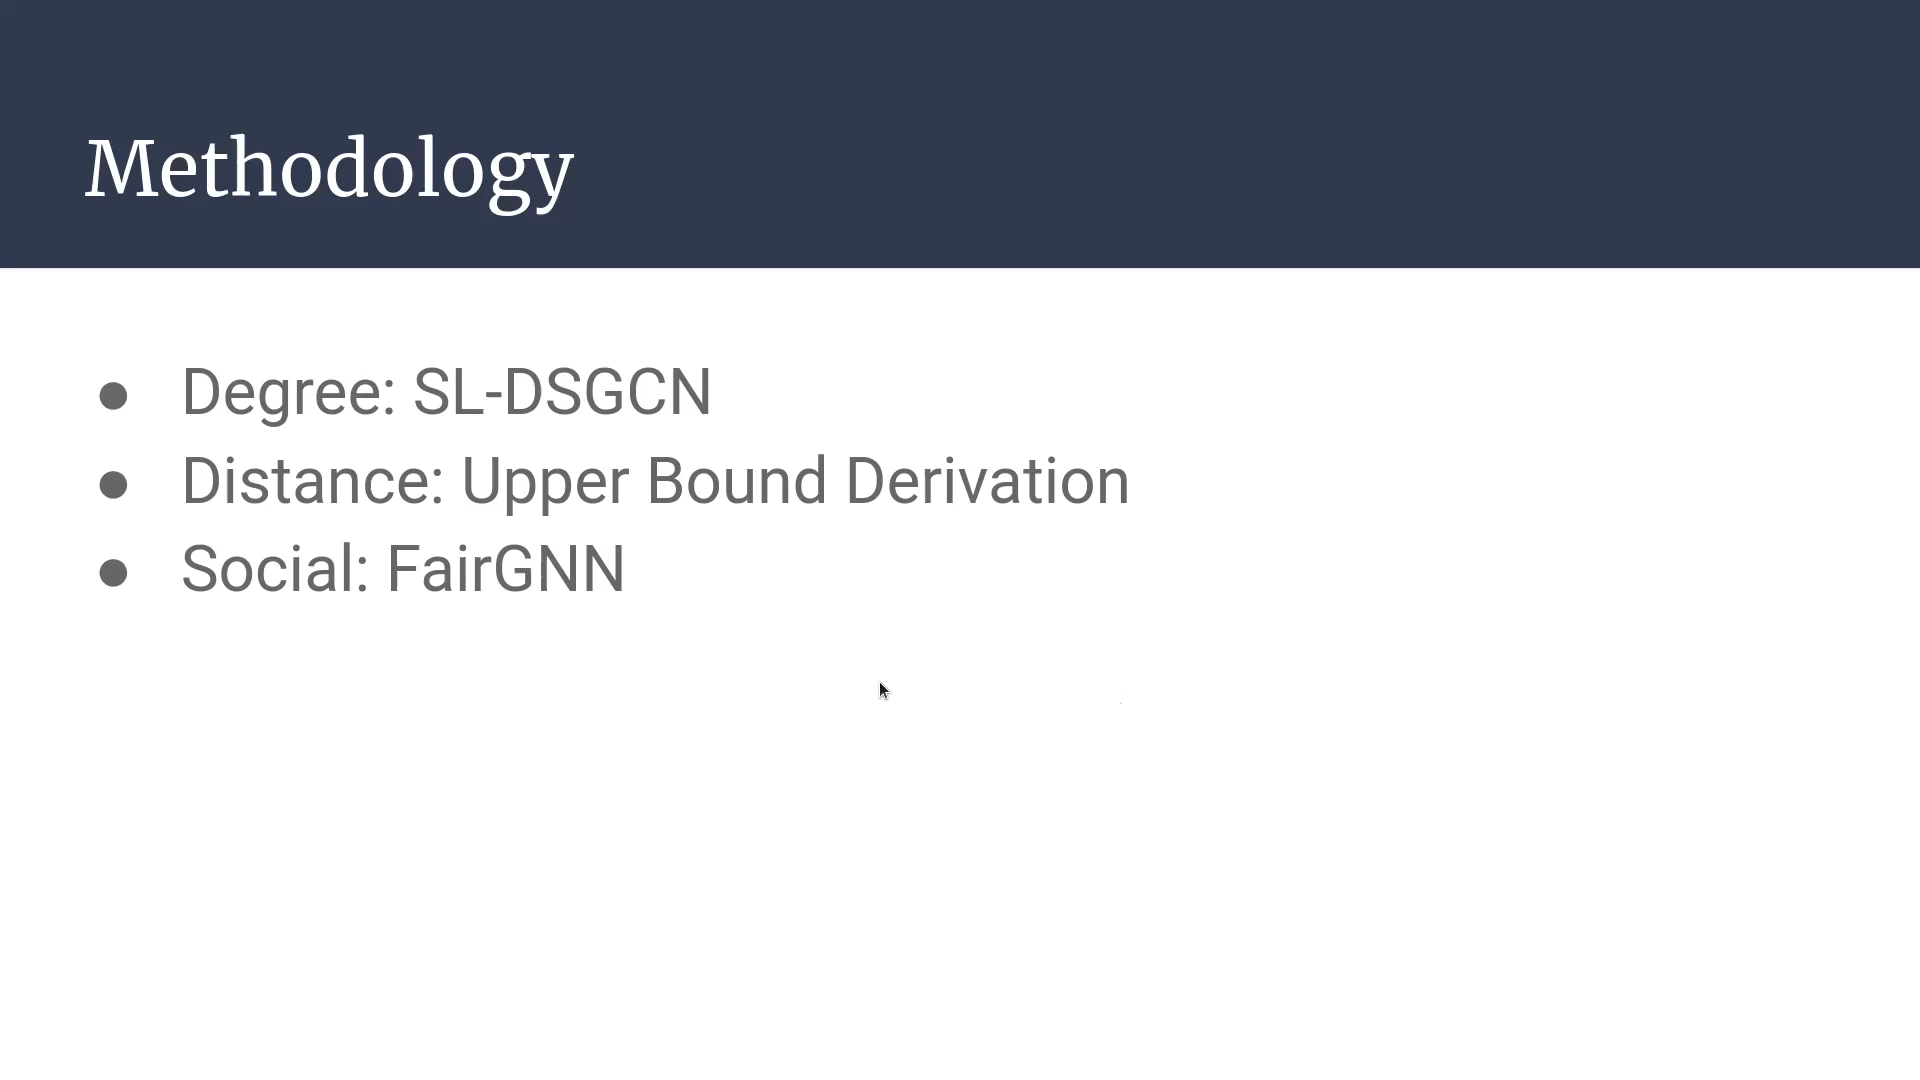 Methodology
● Degree: SL-DSGCN
● Distance: Upper Bound Derivation
● Social: FairGNN